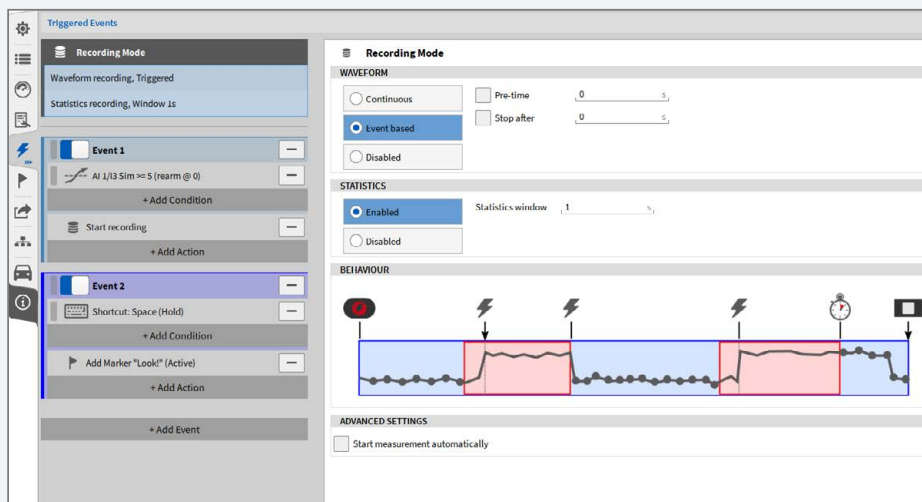 Triggered Events
Recording Mode
Waveform recording, Triggered
Statistics recording, Window 1s
Event 1
AI 1/I3 Sim >= 5 (rearm @ 0)
+ Add Condition
Start recording
+ Add Action
Event 2
Shortcut: Space (Hold)
+ Add Condition
Add Marker "Look!" (Active)
+ Add Action
+ Add Event
Recording Mode
WAVEFORM
Continuous
Event based
Disabled
Pre-time 0 s
Stop after 0 s
STATISTICS
Enabled
Disabled
Statistics window 1 s
BEHAVIOUR
ADVANCED SETTINGS
Start measurement automatically